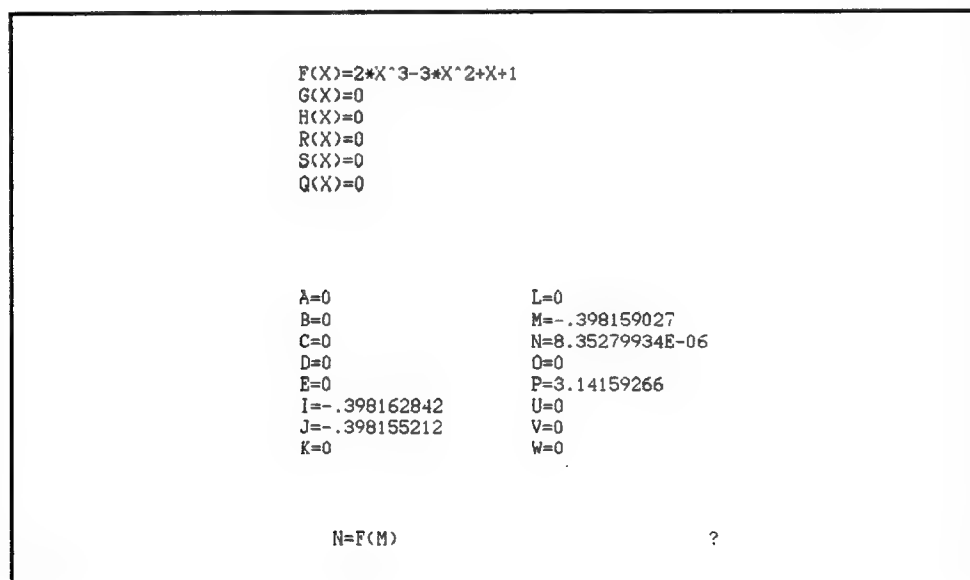 F(X)=2*X^3-3*X^2+X+1
G(X)=0
H(X)=0
R(X)=0
S(X)=0
Q(X)=0
A=0 L=0
B=0 M=-.398159027
C=0 N=8.35279934E-06
D=0 O=0
E=0 P=3.14159266
I=-.398162842 U=0
J=-.398155212 V=0
K=0 W=0
N=F(M) ?